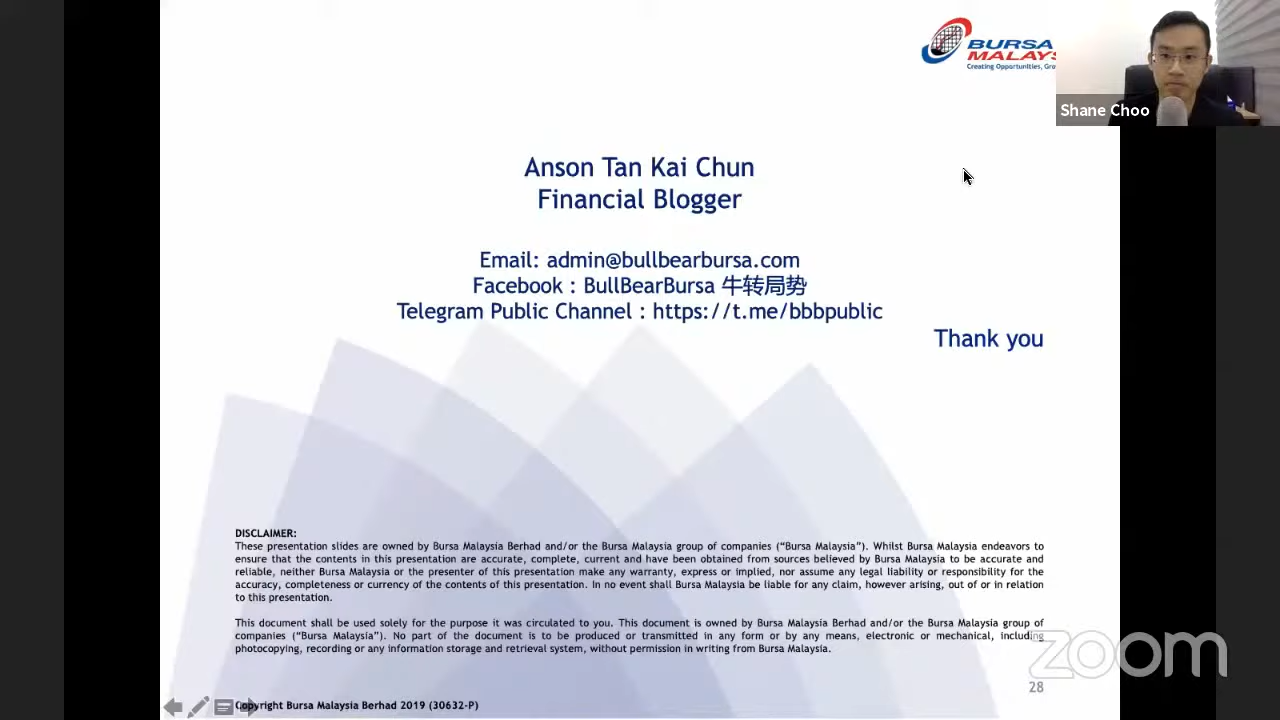 BURSA
MALAYS
Creating Opportunities, Gro
Shane Choo
Anson Tan Kai Chun
Financial Blogger
Email: admin@bullbearbursa.com
Facebook : BullBearBursa 牛转局势
Telegram Public Channel : https://t.me/bbbpublic
Thank you
DISCLAIMER:
These presentation slides are owned by Bursa Malaysia Berhad and/or the Bursa Malaysia group of companies (“Bursa Malaysia”). Whilst Bursa Malaysia endeavors to
ensure that the contents in this presentation are accurate, complete, current and have been obtained from sources believed by Bursa Malaysia to be accurate and
reliable, neither Bursa Malaysia or the presenter of this presentation make any warranty, express or implied, nor assume any legal liability or responsibility for the
accuracy, completeness or currency of the contents of this presentation. In no event shall Bursa Malaysia be liable for any claim, however arising, out of or in relation
to this presentation.
This document shall be used solely for the purpose it was circulated to you. This document is owned by Bursa Malaysia Berhad and/or the Bursa Malaysia group of
companies (“Bursa Malaysia”). No part of the document is to be produced or transmitted in any form or by any means, electronic or mechanical, including
photocopying, recording or any information storage and retrieval system, without permission in writing from Bursa Malaysia.
zoom
28
Copyright Bursa Malaysia Berhad 2019 (30632-P)